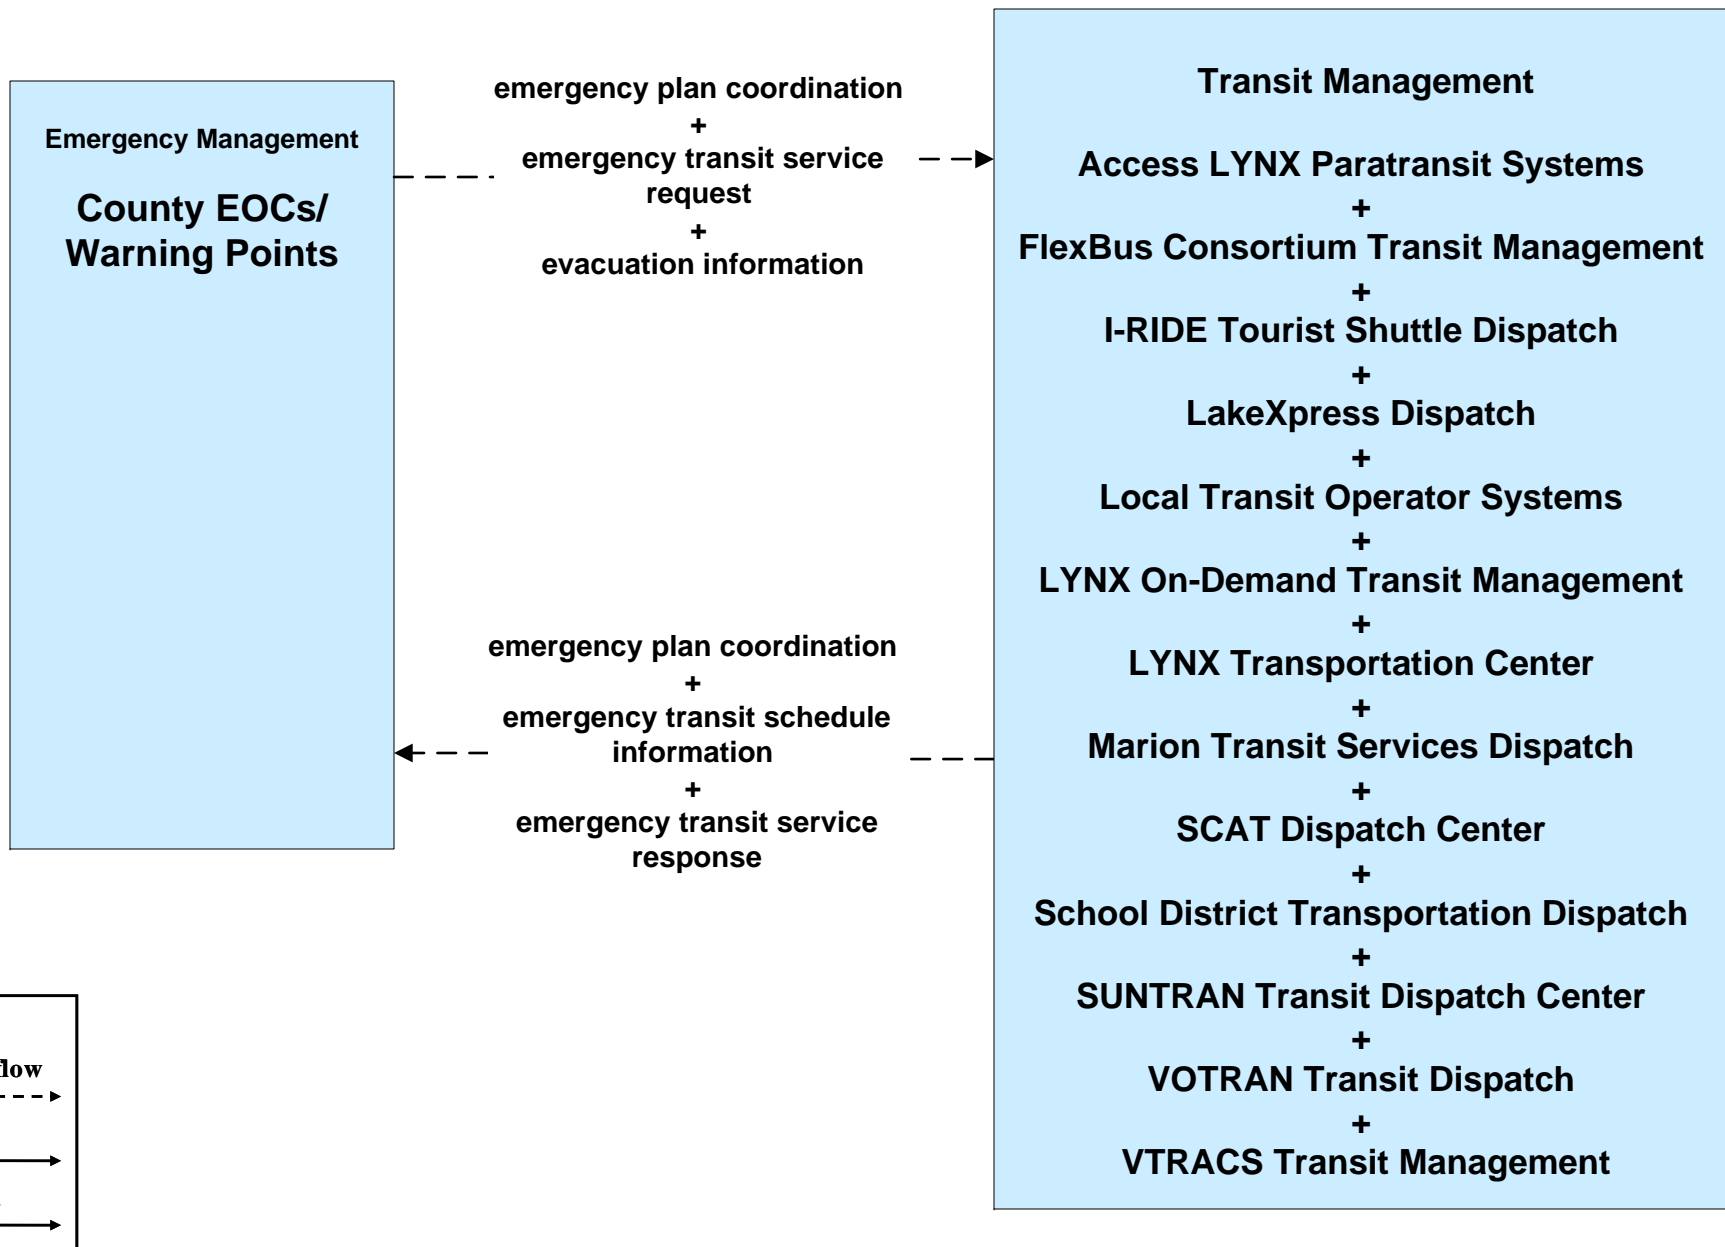 Emergency Management
County EOCs/
Warning Points
emergency plan coordination
+
emergency transit service
request
+
evacuation information
emergency plan coordination
+
emergency transit schedule
information
+
emergency transit service
response
Transit Management
Access LYNX Paratransit Systems
+
FlexBus Consortium Transit Management
+
I-RIDE Tourist Shuttle Dispatch
+
LakeXpress Dispatch
+
Local Transit Operator Systems
+
LYNX On-Demand Transit Management
+
LYNX Transportation Center
+
Marion Transit Services Dispatch
+
SCAT Dispatch Center
+
School District Transportation Dispatch
+
SUNTRAN Transit Dispatch Center
+
VOTRAN Transit Dispatch
+
VTRACS Transit Management